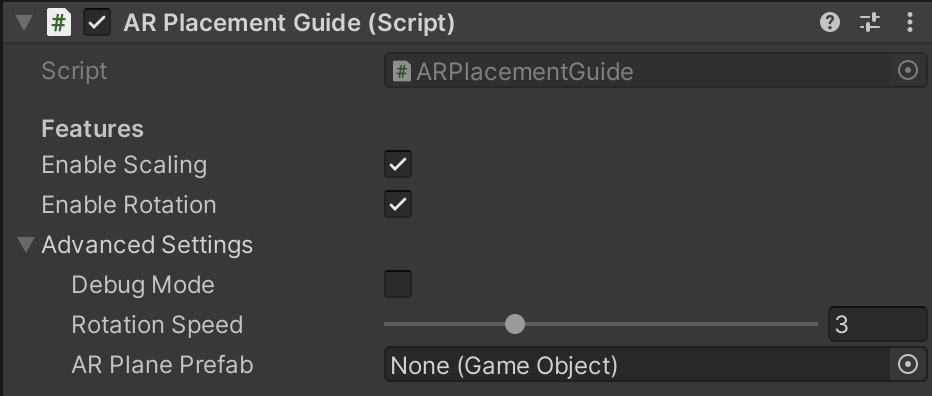 AR Placement Guide (Script)
Script ARPlacementGuide
Features
Enable Scaling
Enable Rotation
Advanced Settings
Debug Mode
Rotation Speed 3
AR Plane Prefab None (Game Object)